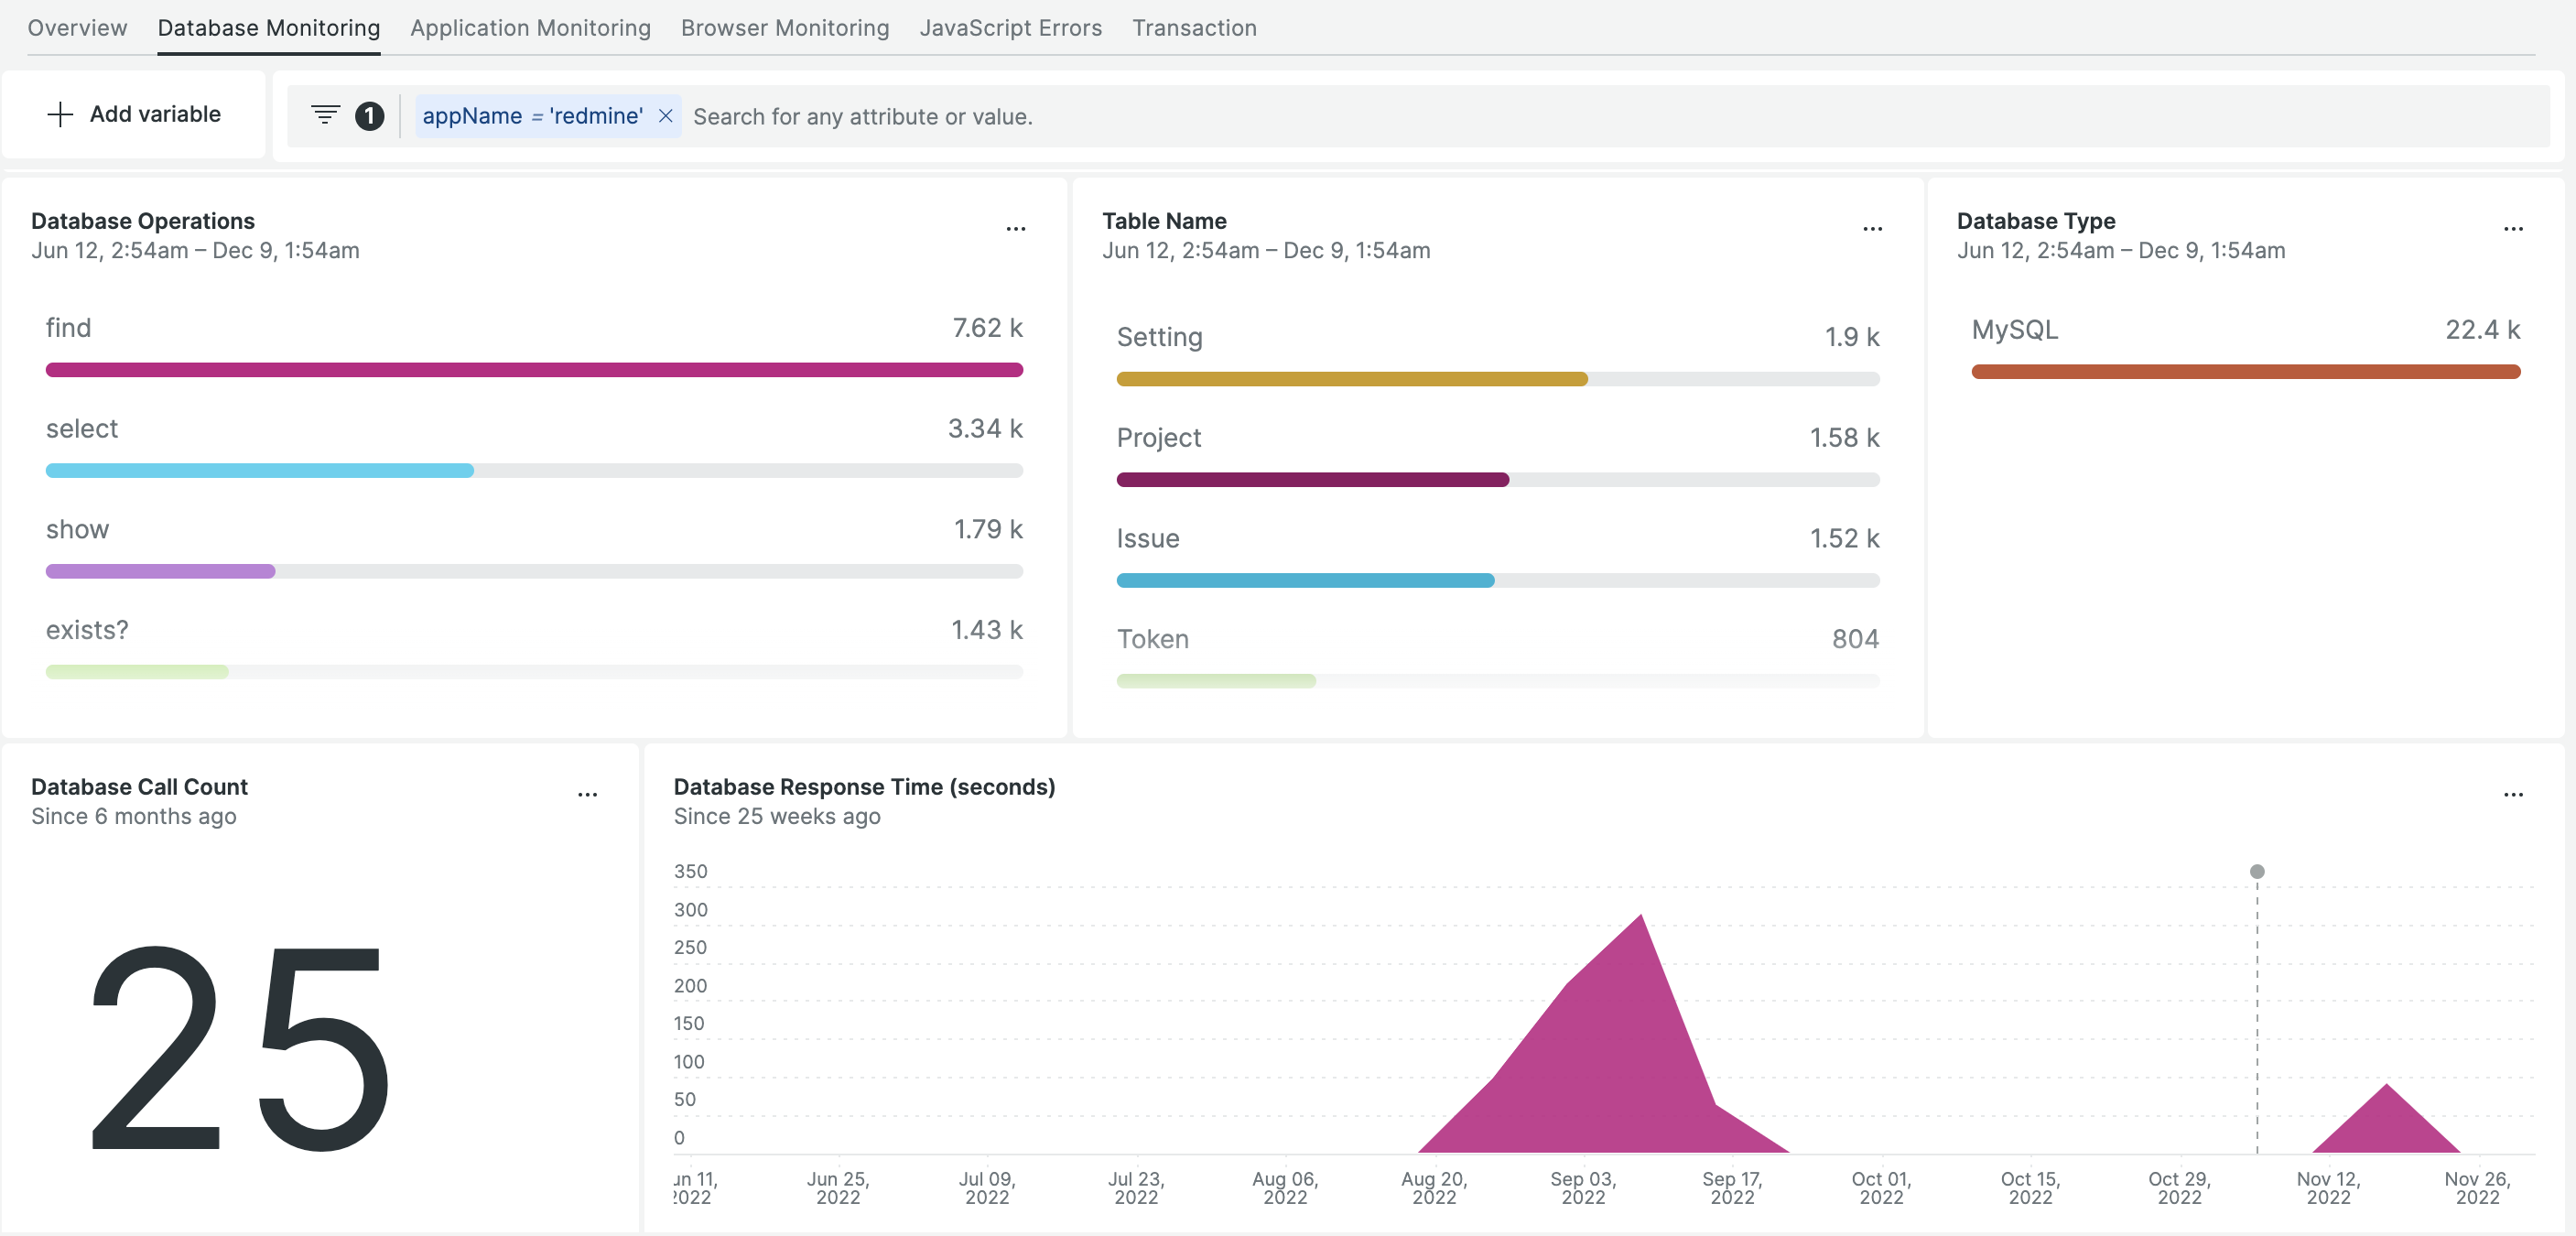 Overview Database Monitoring Application Monitoring Browser Monitoring JavaScript Errors Transaction
Add variable
1 appName = 'redmine' Search for any attribute or value.
Database Operations
Jun 12, 2:54am – Dec 9, 1:54am
find 7.62 k
select 3.34 k
show 1.79 k
exists? 1.43 k
Table Name
Jun 12, 2:54am – Dec 9, 1:54am
Setting 1.9 k
Project 1.58 k
Issue 1.52 k
Token 804
Database Type
Jun 12, 2:54am – Dec 9, 1:54am
MySQL 22.4 k
Database Call Count
Since 6 months ago
25
Database Response Time (seconds)
Since 25 weeks ago
350
300
250
200
150
100
50
0
un 11, Jun 25, Jul 09, Jul 23, Aug 06, Aug 20, Sep 03, Sep 17, Oct 01, Oct 15, Oct 29, Nov 12, Nov 26,
2022 2022 2022 2022 2022 2022 2022 2022 2022 2022 2022 2022 2022